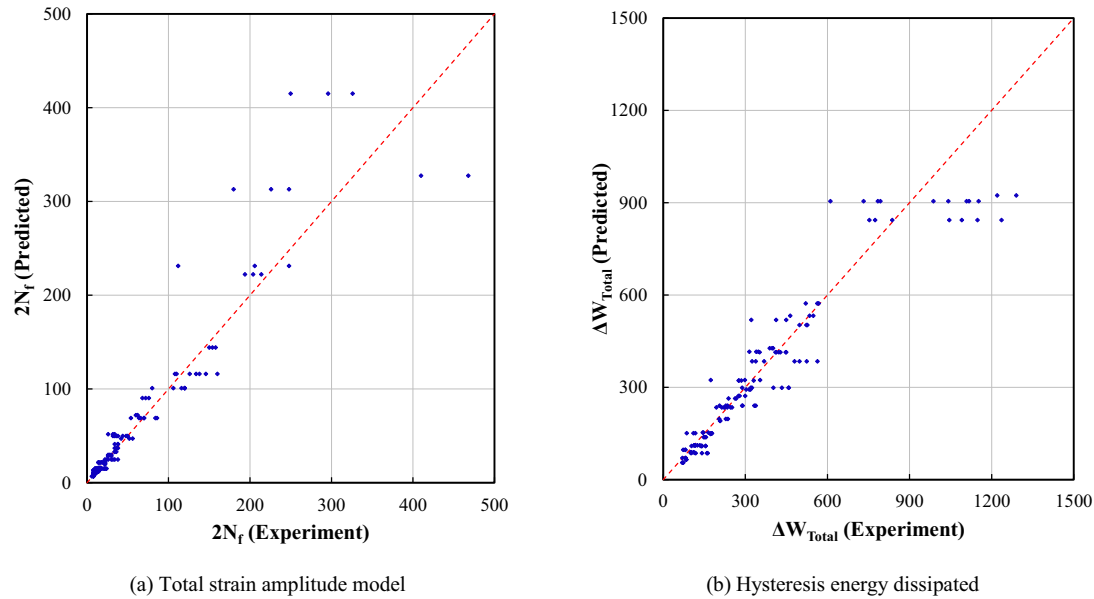 500
400
300
200
100
0
2Nf (Predicted)
0 100 200 300 400 500
2Nf (Experiment)
(a) Total strain amplitude model
1500
1200
900
600
300
0
ΔWTotal (Predicted)
0 300 600 900 1200 1500
ΔWTotal (Experiment)
(b) Hysteresis energy dissipated